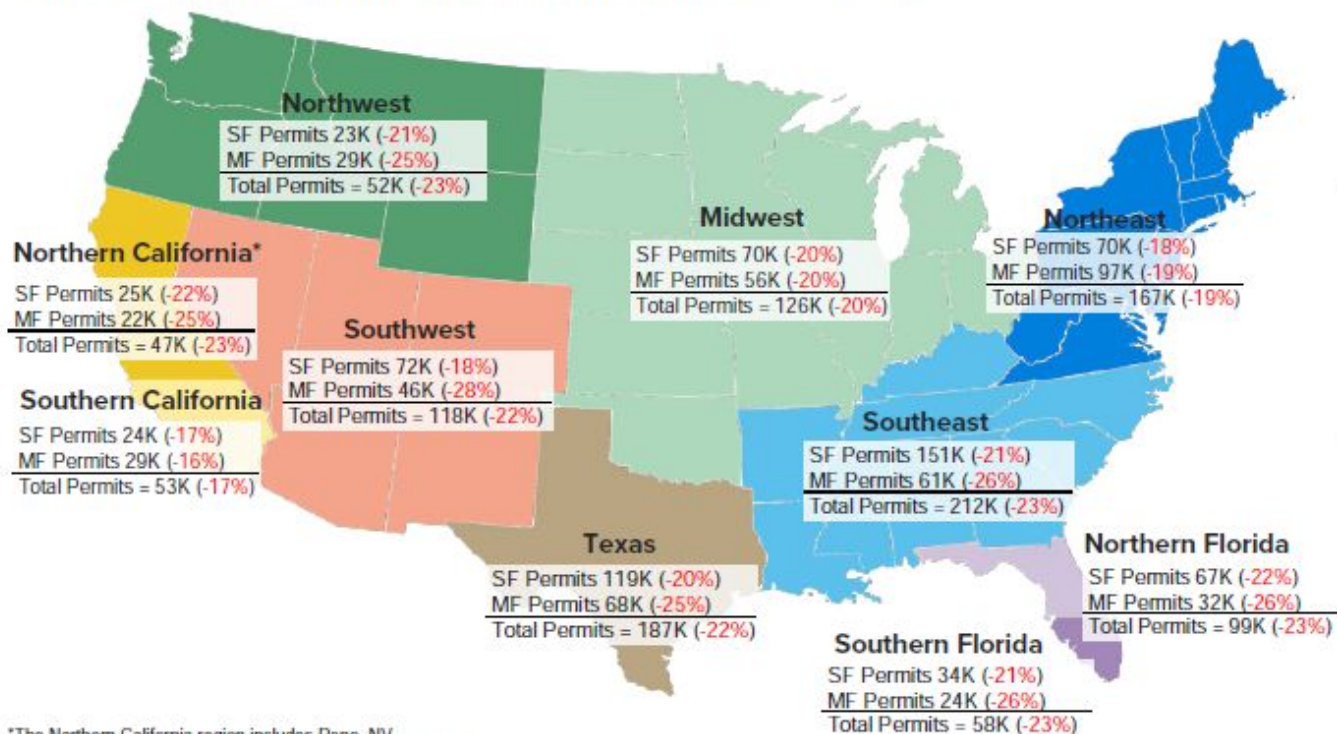 Northwest
SF Permits 23K (-21%)
MF Permits 29K (-25%)
Total Permits = 52K (-23%)
Northern California*
SF Permits 25K (-22%)
MF Permits 22K (-25%)
Total Permits = 47K (-23%)
Southern California
SF Permits 24K (-17%)
MF Permits 29K (-16%)
Total Permits = 53K (-17%)
Southwest
SF Permits 72K (-18%)
MF Permits 46K (-28%)
Total Permits = 118K (-22%)
Midwest
SF Permits 70K (-20%)
MF Permits 56K (-20%)
Total Permits = 126K (-20%)
Northeast
SF Permits 70K (-18%)
MF Permits 97K (-19%)
Total Permits = 167K (-19%)
Southeast
SF Permits 151K (-21%)
MF Permits 61K (-26%)
Total Permits = 212K (-23%)
Texas
SF Permits 119K (-20%)
MF Permits 68K (-25%)
Total Permits = 187K (-22%)
Northern Florida
SF Permits 67K (-22%)
MF Permits 32K (-26%)
Total Permits = 99K (-23%)
Southern Florida
SF Permits 34K (-21%)
MF Permits 24K (-26%)
Total Permits = 58K (-23%)
*The Northern California region includes Reno, NV